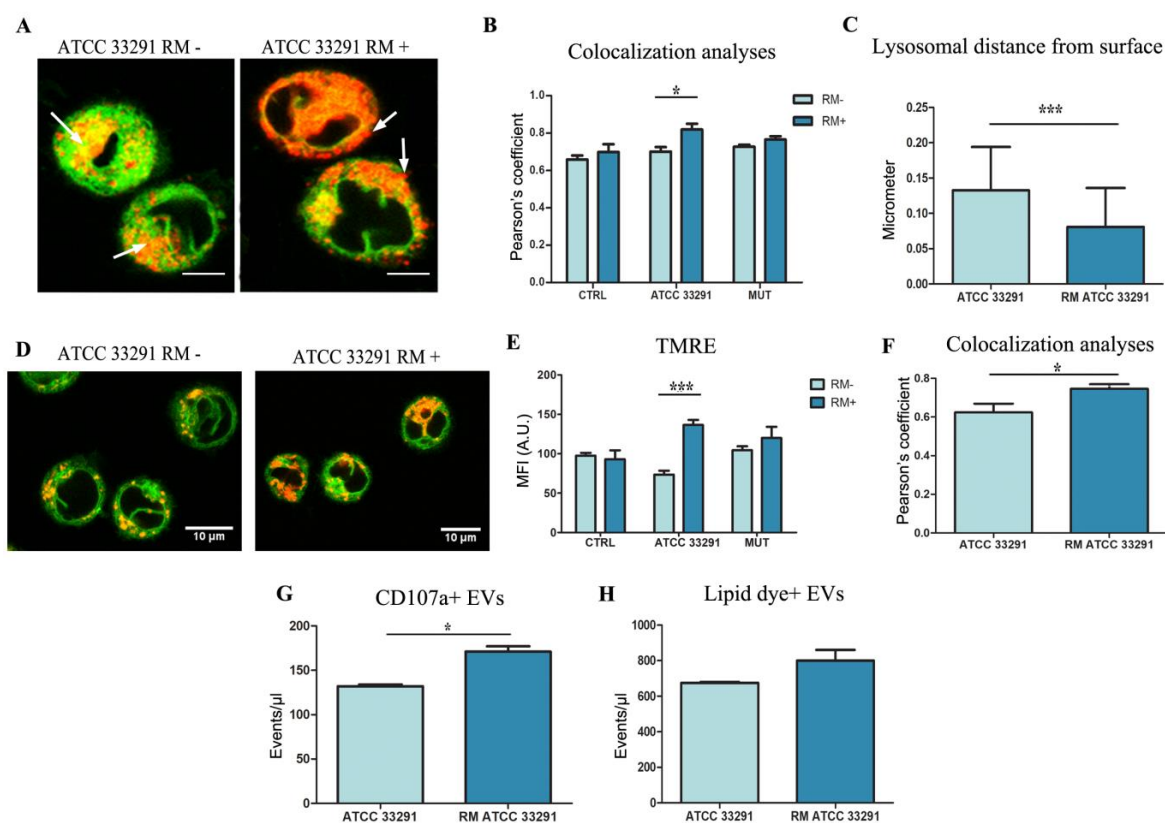 A
ATCC 33291 RM -
ATCC 33291 RM +
B
Colocalization analyses
Pearson's coefficient
1.0
0.8
0.6
0.4
0.2
0.0
*
RM-
RM+
CTRL
ATCC 33291
MUT
C
Lysosomal distance from surface
Micrometer
0.25
0.20
0.15
0.10
0.05
0.00
***
ATCC 33291
RM ATCC 33291
D
ATCC 33291 RM -
ATCC 33291 RM +
10 µm
10 µm
E
TMRE
MFI (A.U.)
200
150
100
50
0
***
RM-
RM+
CTRL
ATCC 33291
MUT
F
Colocalization analyses
Pearson's coefficient
0.8
0.6
0.4
0.2
0.0
*
ATCC 33291
RM ATCC 33291
G
CD107a+ EVs
Events/µl
200
150
100
50
0
*
ATCC 33291
RM ATCC 33291
H
Lipid dye+ EVs
Events/µl
1000
800
600
400
200
0
ATCC 33291
RM ATCC 33291